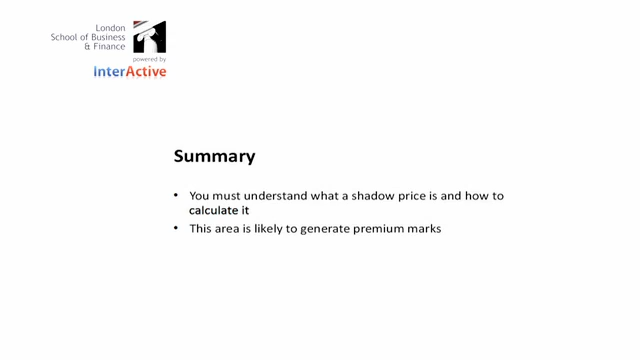 London
School of Business
& Finance
powered by
InterActive
Summary
• You must understand what a shadow price is and how to
calculate it
• This area is likely to generate premium marks